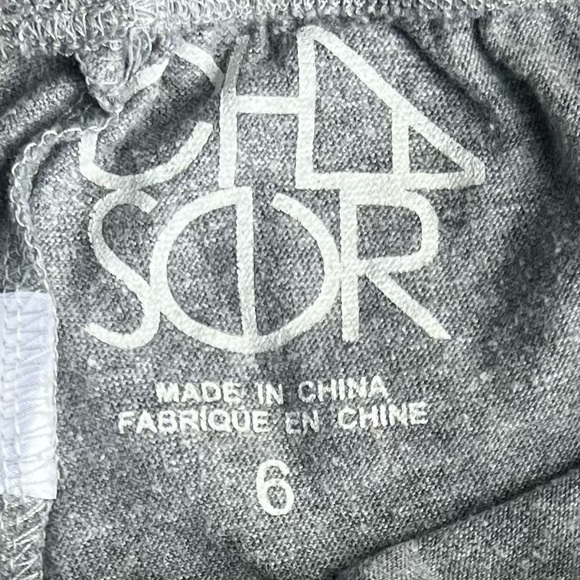 CHA
SOR
MADE IN CHINA
FABRIQUE EN CHINE
6